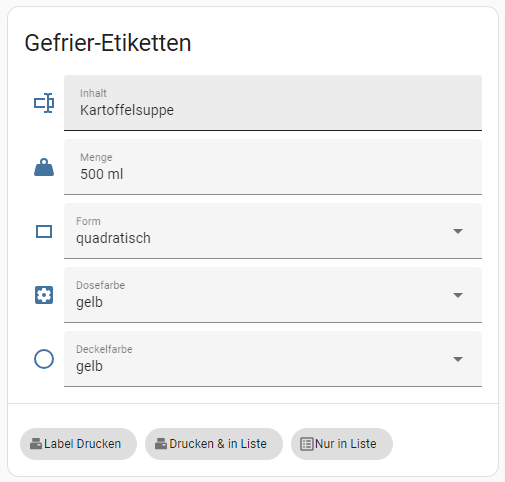 Gefrier-Etiketten
Inhalt
Kartoffelsuppe
Menge
500 ml
Form
quadratisch
Dosefarbe
gelb
Deckelfarbe
gelb
Label Drucken
Drucken & in Liste
Nur in Liste